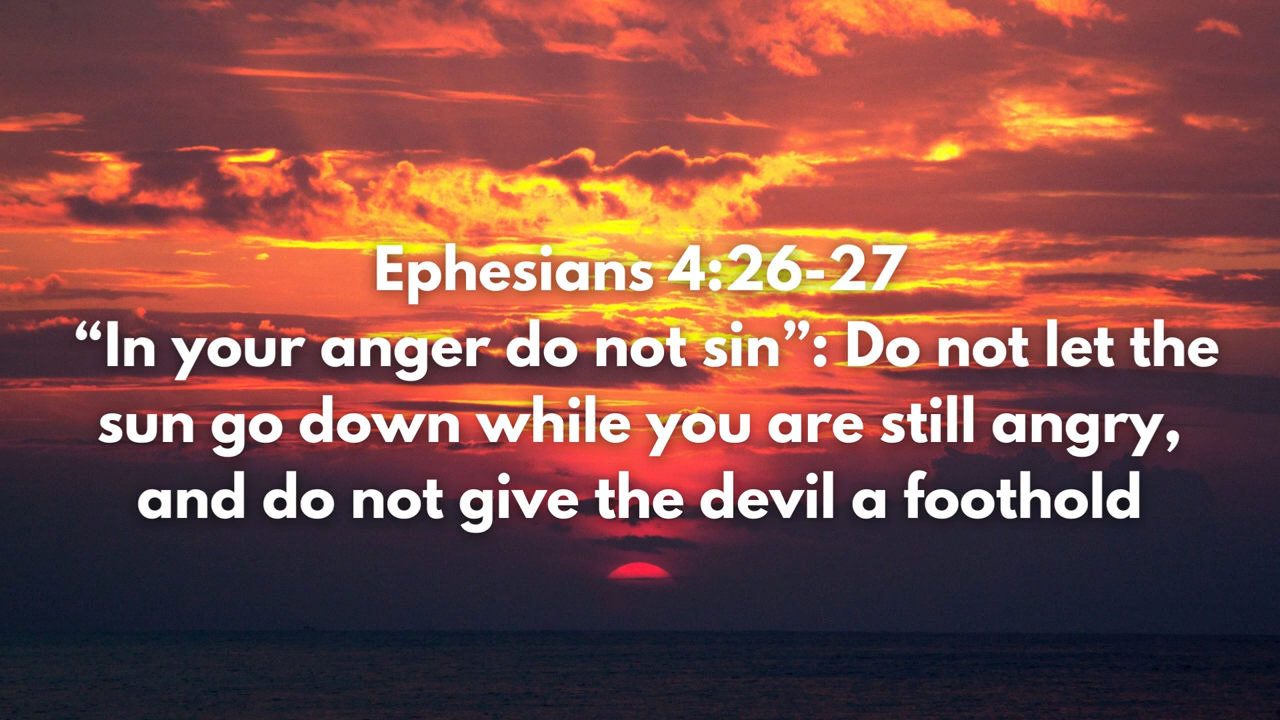 Ephesians 4:26-27
“In your anger do not sin”: Do not let the
sun go down while you are still angry,
and do not give the devil a foothold